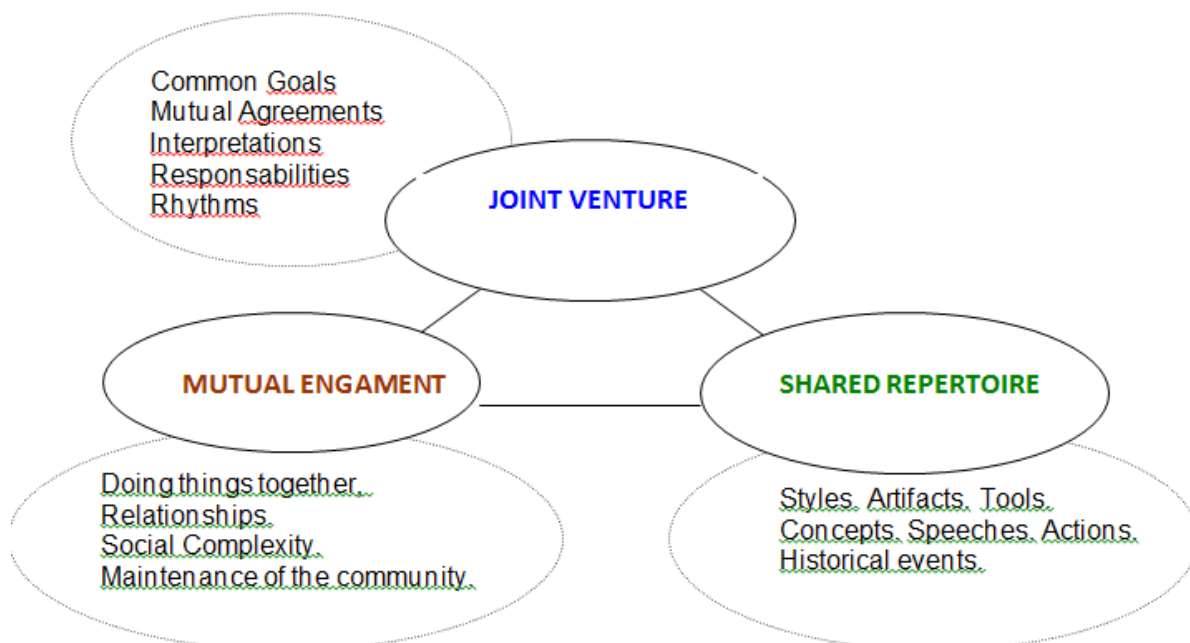 Common Goals
Mutual Agreements
Interpretations
Responsabilities
Rhythms
JOINT VENTURE
MUTUAL ENGAMENT
SHARED REPERTOIRE
Doing things together,
Relationships.
Social Complexity.
Maintenance of the community.
Styles. Artifacts. Tools.
Concepts. Speeches. Actions.
Historical events.